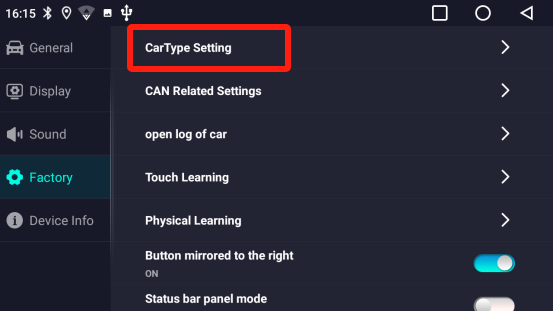 16:15
General
Display
Sound
Factory
Device Info
CarType Setting
CAN Related Settings
open log of car
Touch Learning
Physical Learning
Button mirrored to the right
ON
Status bar panel mode